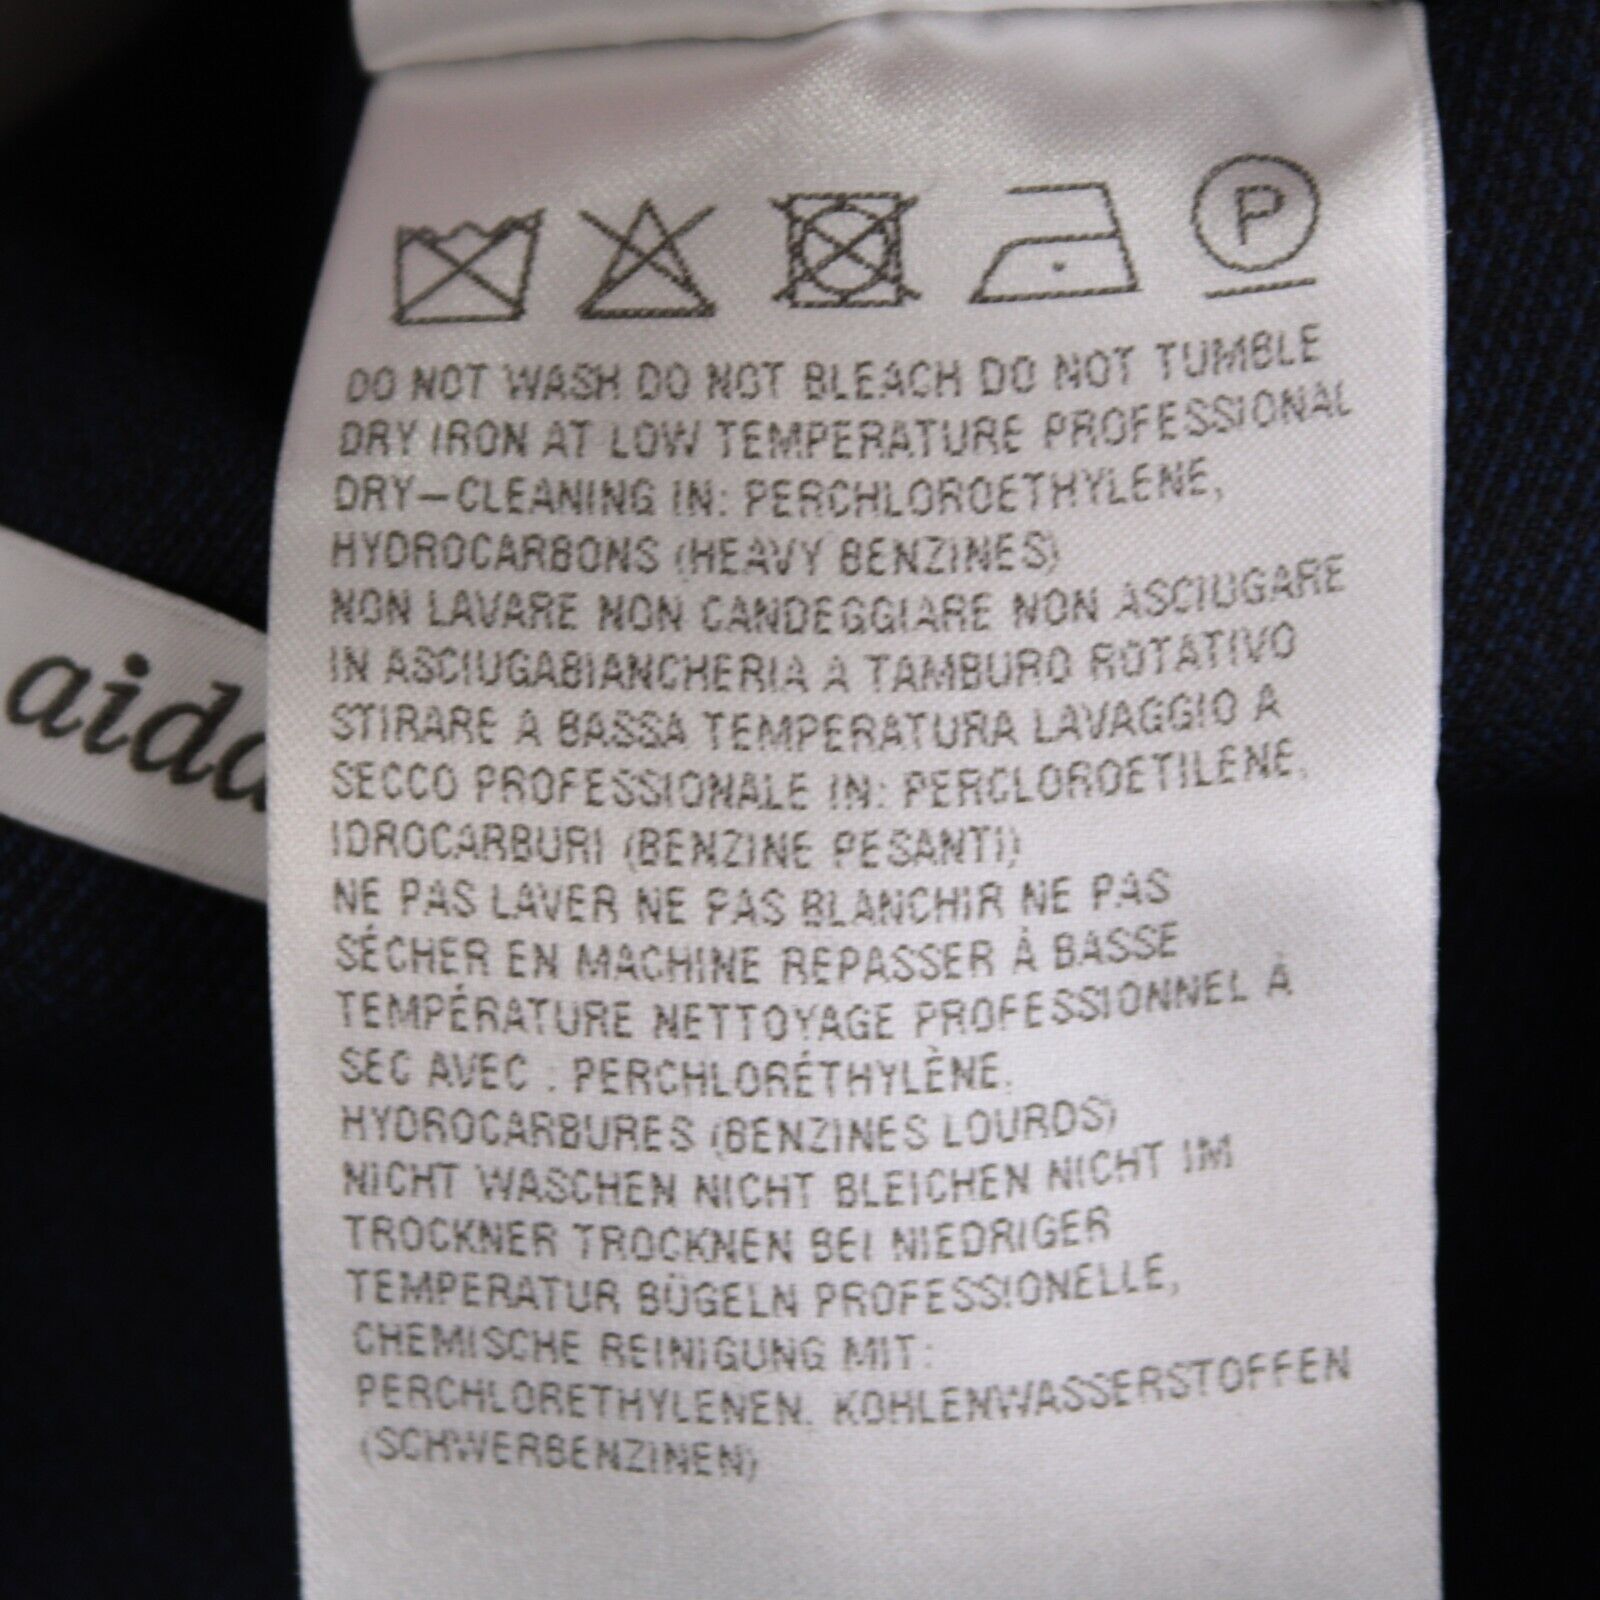 P
DO NOT WASH DO NOT BLEACH DO NOT TUMBLE
DRY IRON AT LOW TEMPERATURE PROFESSIONAL
DRY-CLEANING IN: PERCHLOROETHYLENE,
HYDROCARBONS (HEAVY BENZINES)
NON LAVARE NON CANDEGGIARE NON ASCIUGARE
IN ASCIUGABIANCHERIA A TAMBURO ROTATIVO
STIRARE A BASSA TEMPERATURA LAVAGGIO A
SECCO PROFESSIONALE IN: PERCLOROETILENE,
IDROCARBURI (BENZINE PESANTI)
NE PAS LAVER NE PAS BLANCHIR NE PAS
SÉCHER EN MACHINE REPASSER À BASSE
TEMPÉRATURE NETTOYAGE PROFESSIONNEL À
SEC AVEC : PERCHLORÉTHYLÈNE,
HYDROCARBURES (BENZINES LOURDS)
NICHT WASCHEN NICHT BLEICHEN NICHT IM
TROCKNER TROCKNEN BEI NIEDRIGER
TEMPERATUR BÜGELN PROFESSIONELLE,
CHEMISCHE REINIGUNG MIT:
PERCHLORETHYLENEN, KOHLENWASSERSTOFFEN
(SCHWERBENZINEN)
aida